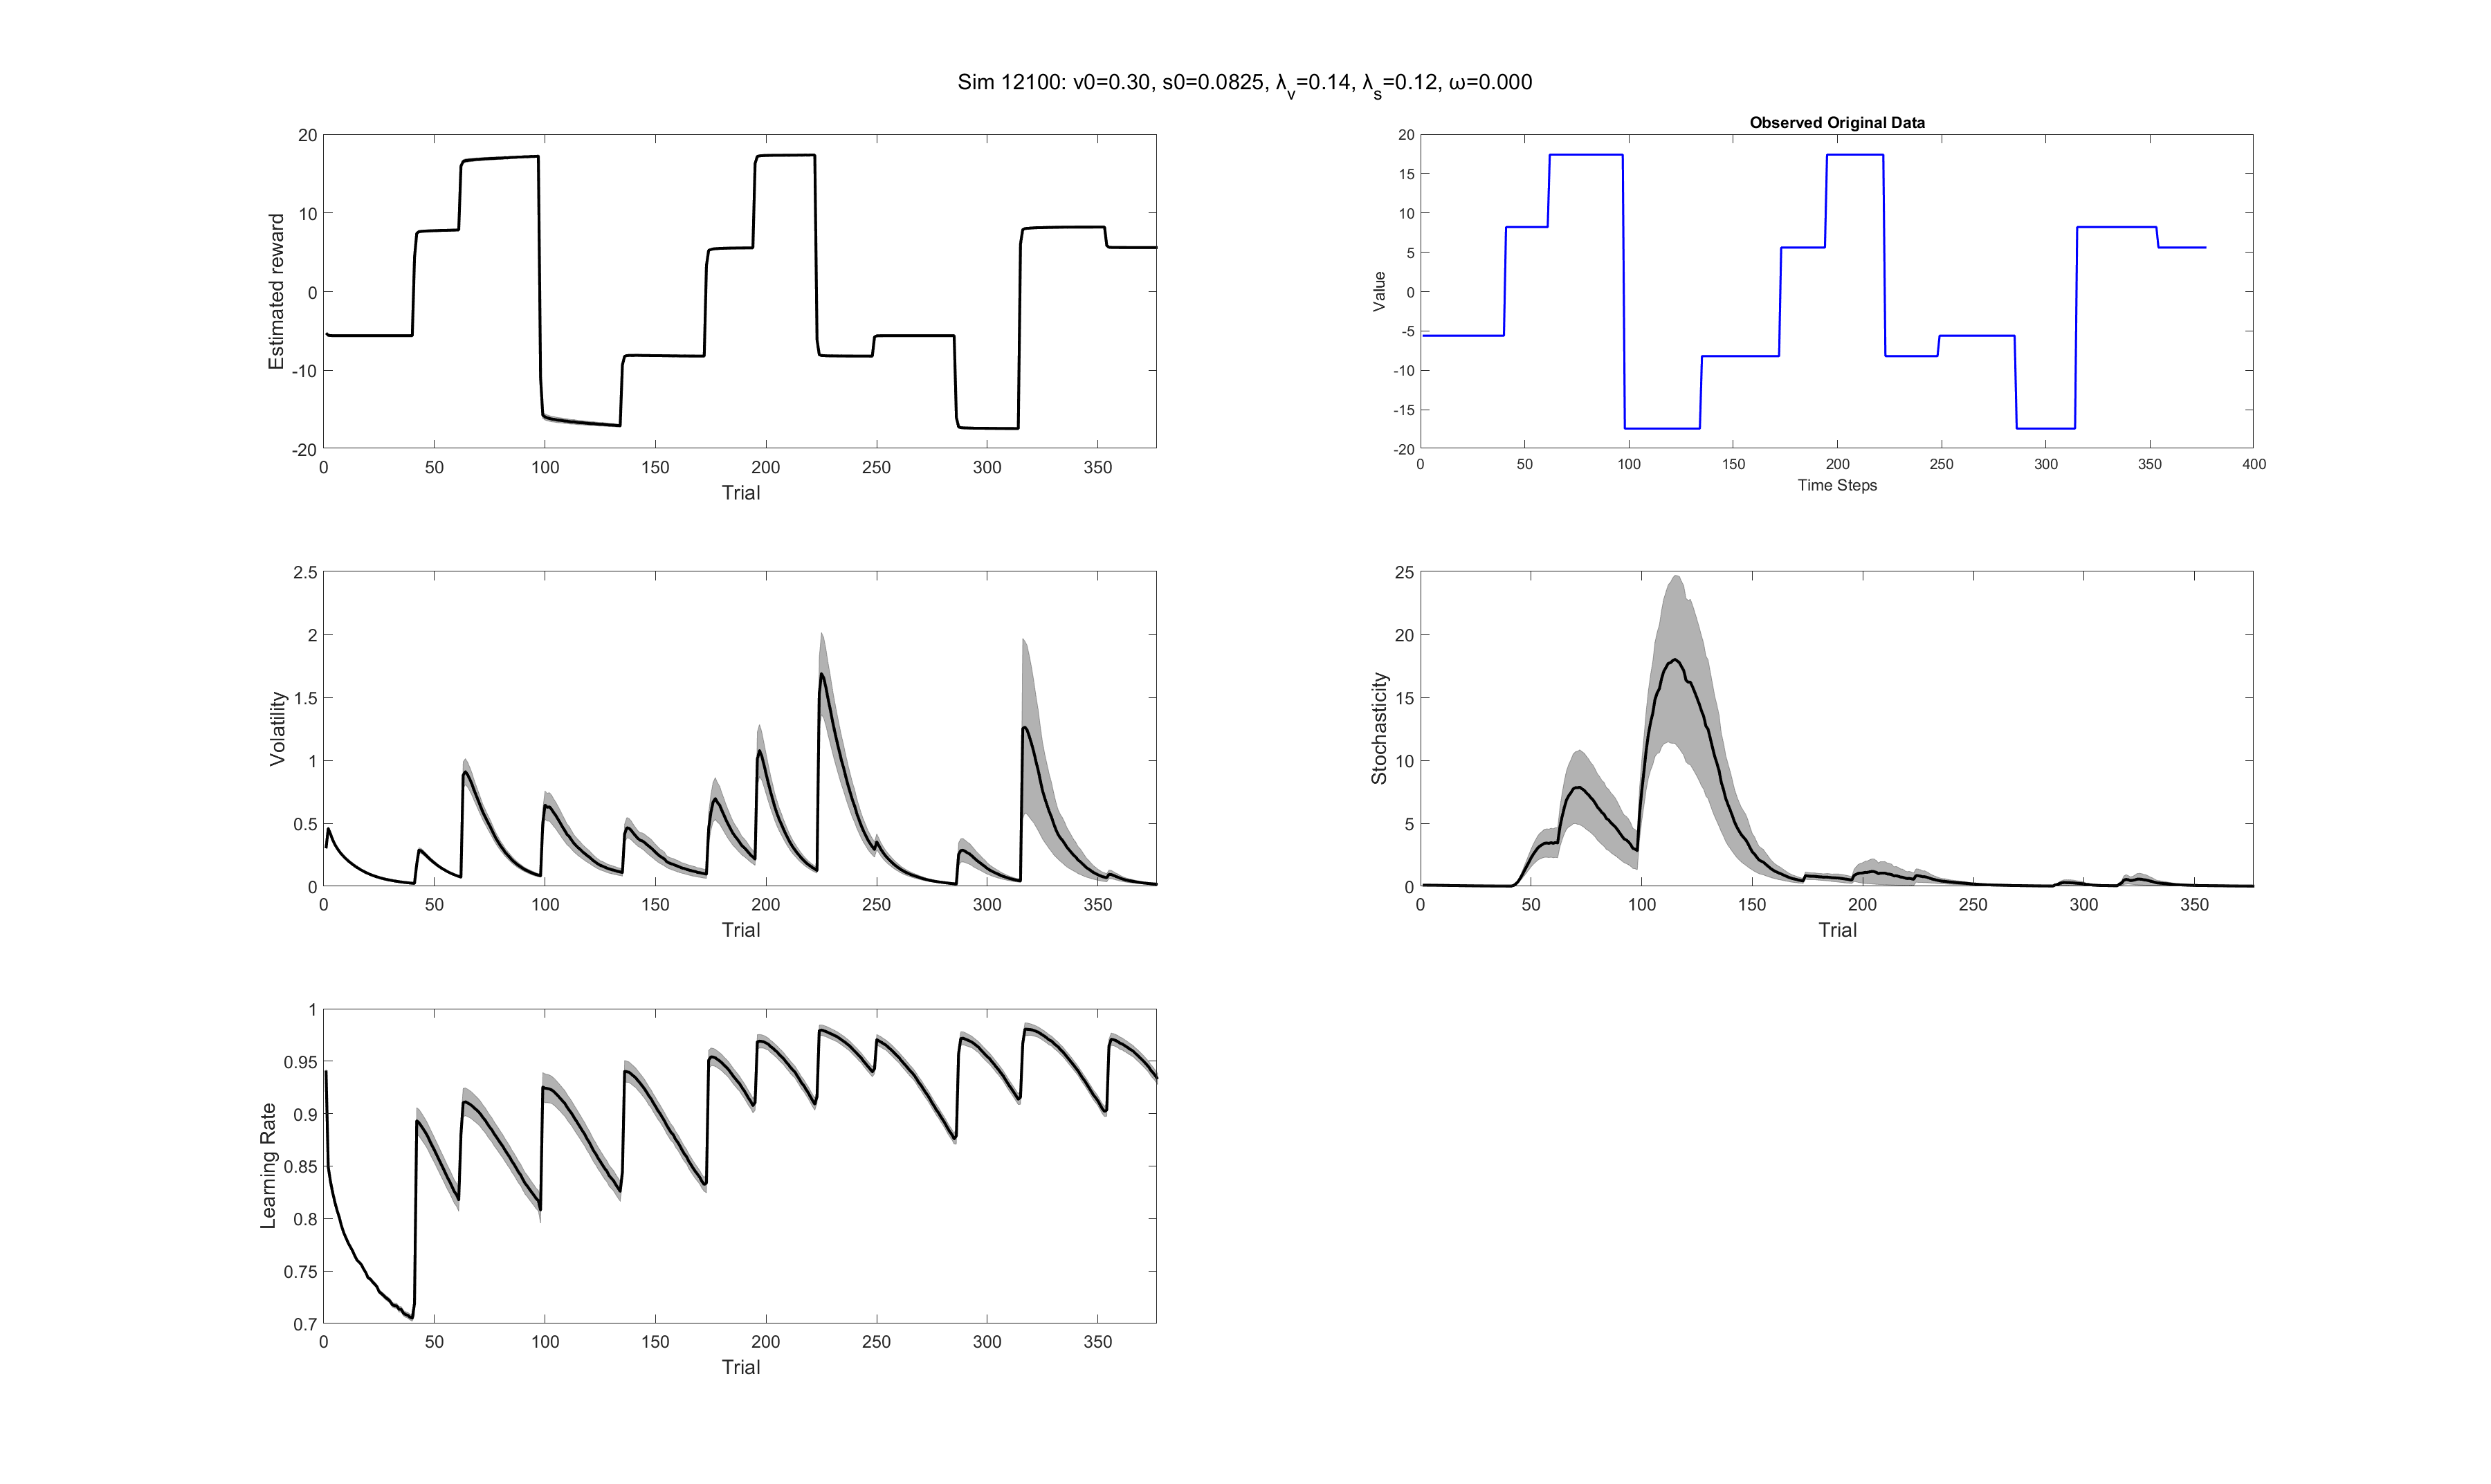 Sim 12100: v0=0.30, s0=0.0825, λv=0.14, λs=0.12, ω=0.000
Estimated reward
20
10
0
-10
-20
0 50 100 150 200 250 300 350
Trial
Observed Original Data
Value
20
15
10
5
0
-5
-10
-15
-20
0 50 100 150 200 250 300 350 400
Time Steps
Volatility
2.5
2
1.5
1
0.5
0
0 50 100 150 200 250 300 350
Trial
Stochasticity
25
20
15
10
5
0
0 50 100 150 200 250 300 350
Trial
Learning Rate
1
0.95
0.9
0.85
0.8
0.75
0.7
0 50 100 150 200 250 300 350
Trial